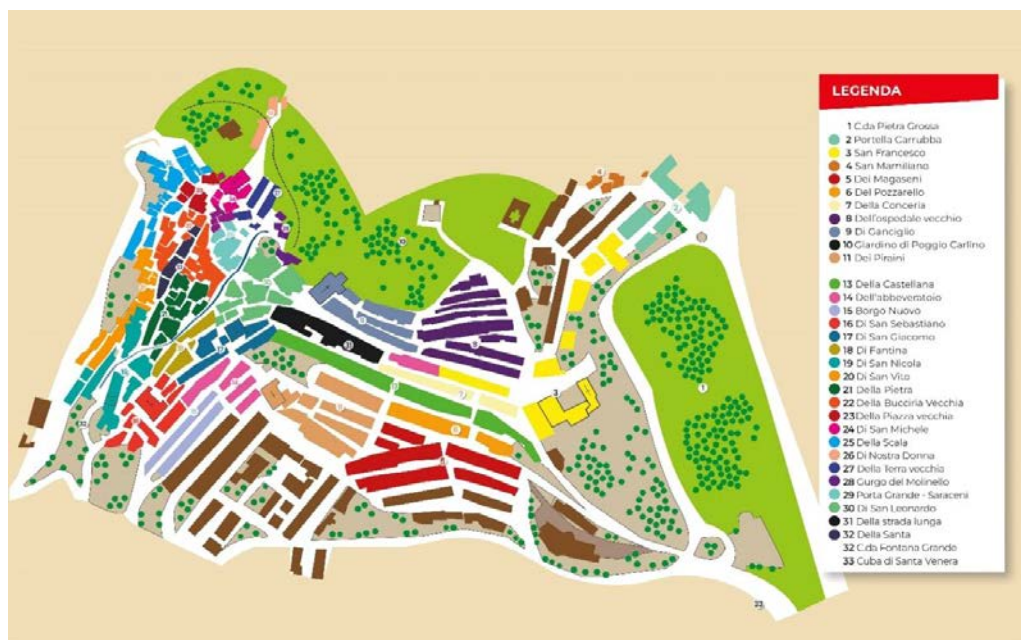 LEGENDA
1 C.da Pietra Grossa
2 Portella Carrubba
3 San Francesco
4 San Mamiliano
5 Dei Magaseni
6 Del Pozzarello
7 Della Conceria
8 Dell'ospedale vecchio
9 Di Ganciglio
10 Giardino di Poggio Carlino
11 Dei Piraini
13 Della Castellana
14 Dell'abbeveratoio
15 Borgo Nuovo
16 Di San Sebastiano
17 Di San Giacomo
18 Di Fantina
19 Di San Nicola
20 Di San Vito
21 Della Pietra
22 Della Bucciria Vecchia
23 Della Piazza vecchia
24 Di San Michele
25 Della Scala
26 Di Nostra Donna
27 Della Terra vecchia
28 Gurgo del Molinello
29 Porta Grande - Saraceni
30 Di San Leonardo
31 Della strada lunga
32 Della Santa
32 C.da Fontana Grande
33 Cuba di Santa Venera